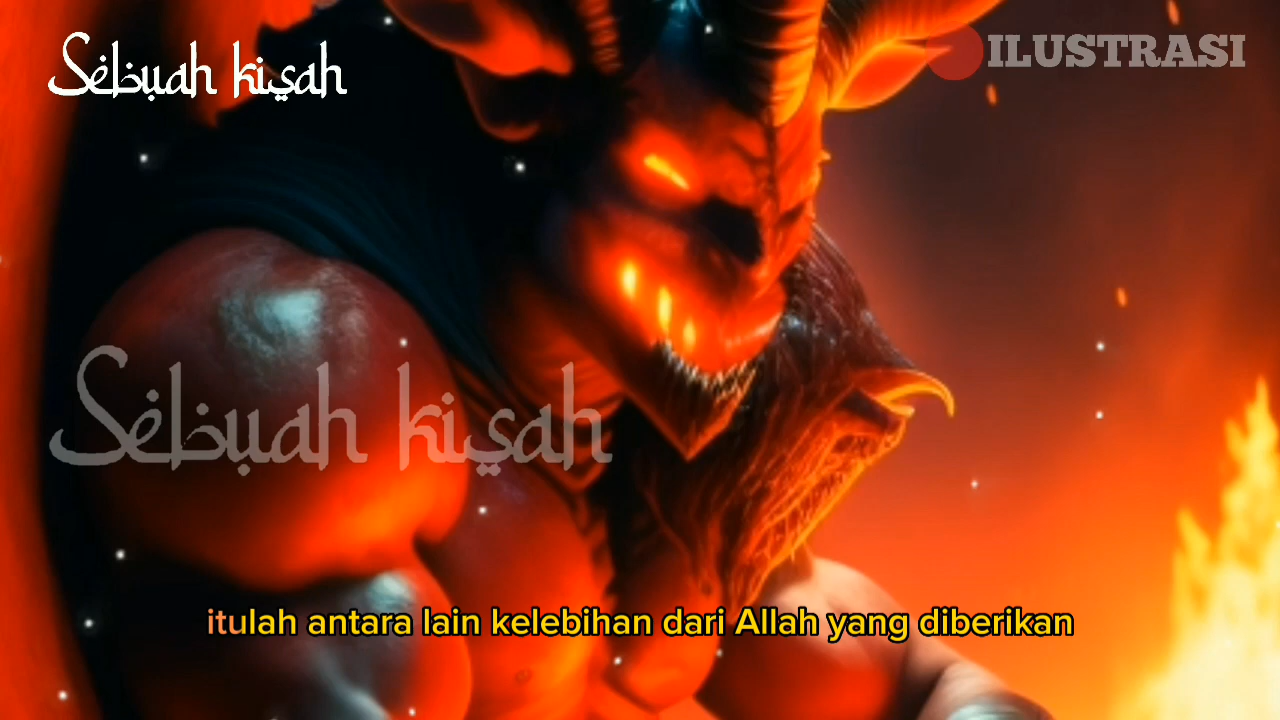 Sebuah kisah
ILUSTRASI
Sebuah kisah
itulah antara lain kelebihan dari Allah yang diberikan